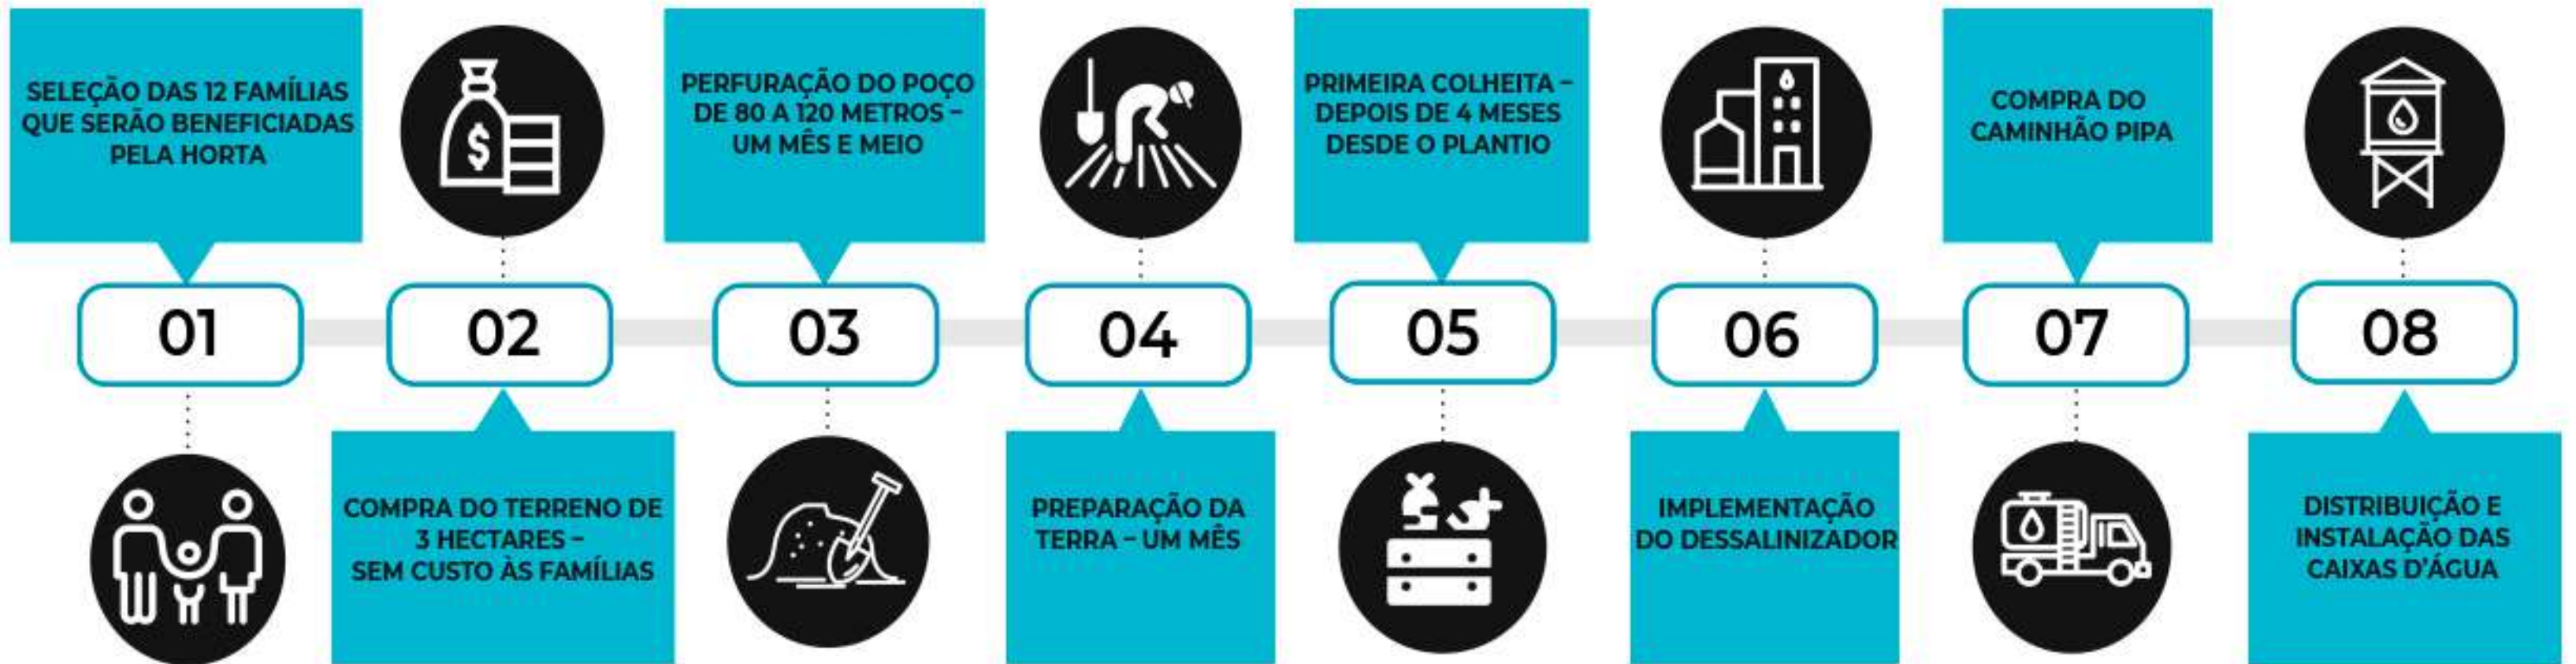 SELEÇÃO DAS 12 FAMÍLIAS
QUE SERÃO BENEFICIADAS
PELA HORTA
01
02
COMPRA DO TERRENO DE
3 HECTARES –
SEM CUSTO ÀS FAMÍLIAS
PERFURAÇÃO DO POÇO
DE 80 A 120 METROS –
UM MÊS E MEIO
03
04
PREPARAÇÃO DA
TERRA – UM MÊS
PRIMEIRA COLHEITA –
DEPOIS DE 4 MESES
DESDE O PLANTIO
05
06
IMPLEMENTAÇÃO
DO DESSALINIZADOR
COMPRA DO
CAMINHÃO PIPA
07
08
DISTRIBUIÇÃO E
INSTALAÇÃO DAS
CAIXAS D'ÁGUA
$